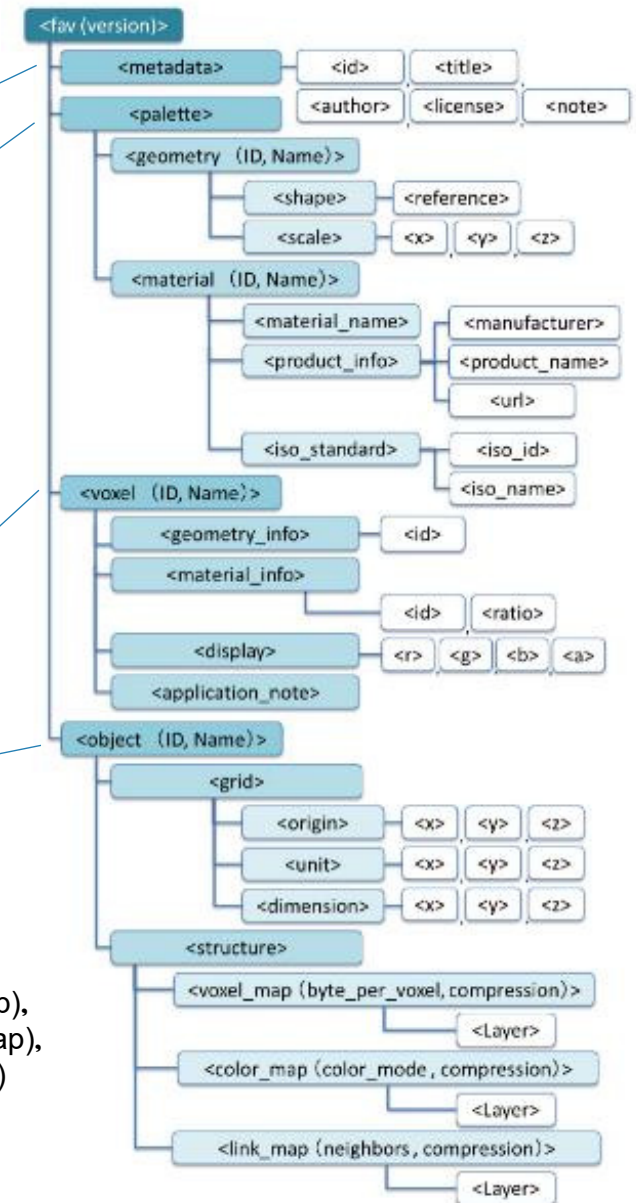 <fav (version)>
<metadata> <id> , <title> ,
<author> , <license> , <note>
<palette>
<geometry (ID, Name)>
<shape> <reference>
<scale> <x> , <y> , <z>
<material (ID, Name)>
<material_name>
<product_info> <manufacturer>
<product_name>
<url>
<iso_standard> <iso_id>
<iso_name>
<voxel (ID, Name)>
<geometry_info> <id>
<material_info>
<id> , <ratio>
<display> <r> , <g> , <b> , <a>
<application_note>
<object (ID, Name)>
<grid>
<origin> <x> , <y> , <z>
<unit> <x> , <y> , <z>
<dimension> <x> , <y> , <z>
<structure>
<voxel_map (byte_per_voxel, compression)>
<Layer>
<color_map (color_mode, compression)>
<Layer>
<link_map (neighbors, compression)>
<Layer>
p),
ap),
)